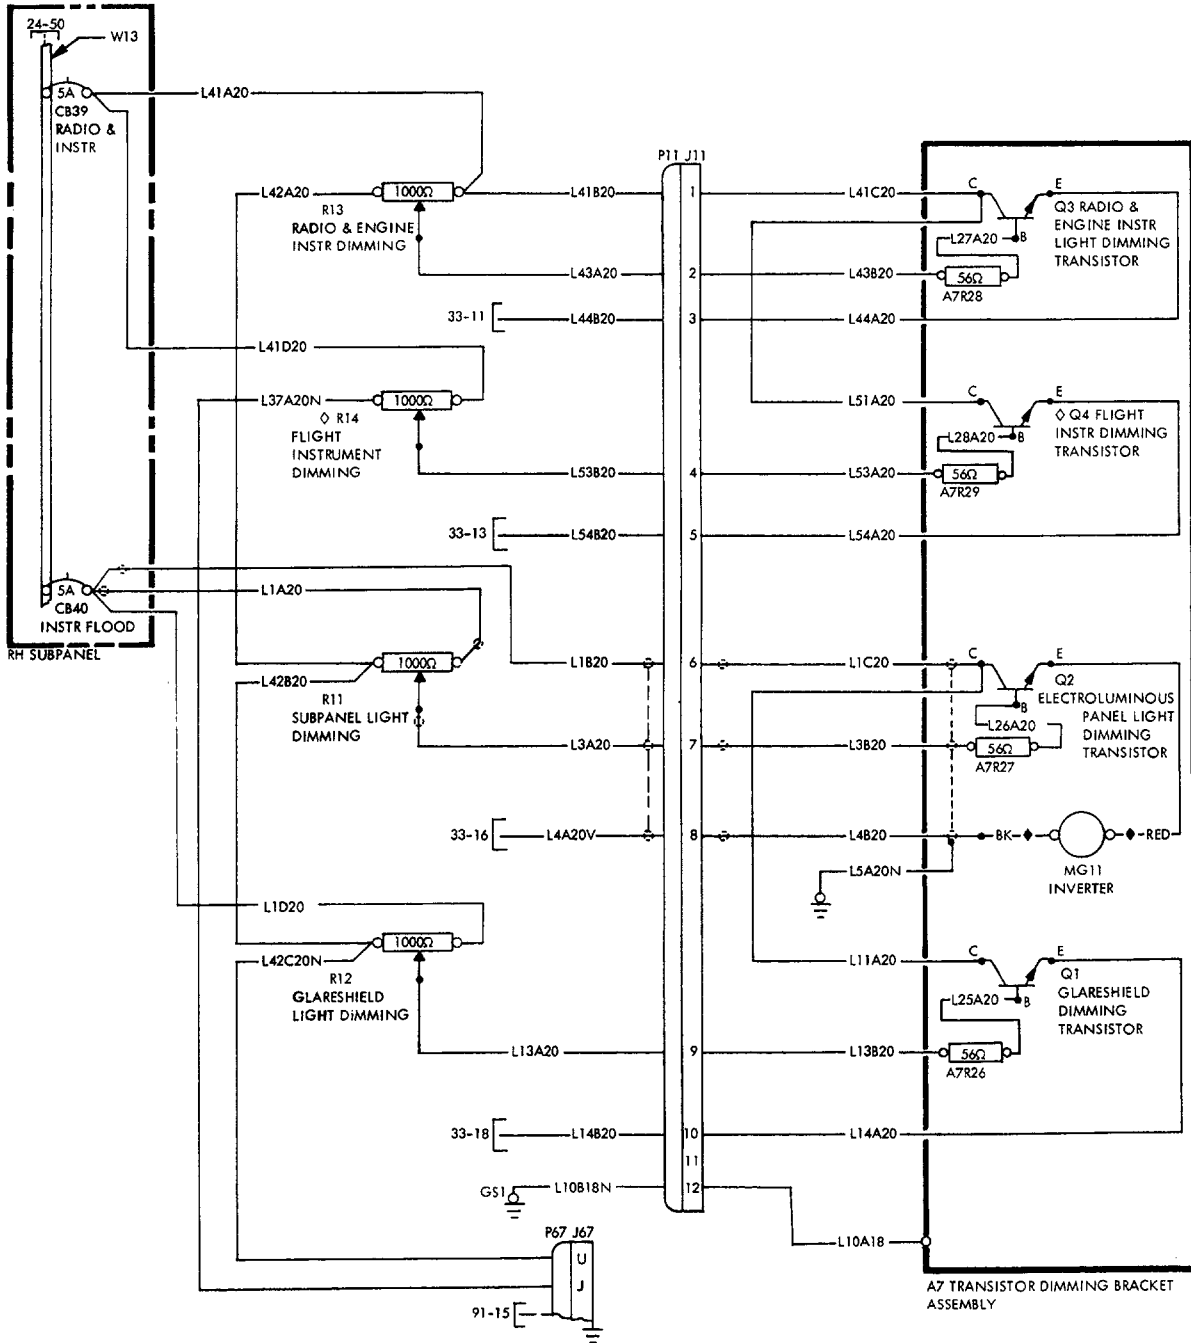 24-50
W13
5A
CB39
RADIO &
INSTR
L41A20
P11 J11
L42A20
1000Ω
R13
RADIO & ENGINE
INSTR DIMMING
L41B20
1
L41C20
C
E
Q3 RADIO &
ENGINE INSTR
LIGHT DIMMING
TRANSISTOR
L27A20
B
L43A20
2
L43B20
56Ω
A7R28
33-11
L44B20
3
L44A20
L41D20
L37A20N
1000Ω
◊ R14
FLIGHT
INSTRUMENT
DIMMING
L51A20
C
E
◊ Q4 FLIGHT
INSTR DIMMING
TRANSISTOR
L28A20
B
L53B20
4
L53A20
56Ω
A7R29
33-13
L54B20
5
L54A20
5A
CB40
INSTR FLOOD
RH SUBPANEL
L1A20
1000Ω
L42B20
R11
SUBPANEL LIGHT
DIMMING
L1B20
6
L1C20
C
E
Q2
ELECTROLUMINOUS
PANEL LIGHT
DIMMING
TRANSISTOR
B
L26A20
L3A20
7
L3B20
56Ω
A7R27
33-16
L4A20V
8
L4B20
BK
RED
MG11
INVERTER
L5A20N
L1D20
1000Ω
L42C20N
R12
GLARESHIELD
LIGHT DIMMING
L11A20
C
E
Q1
GLARESHIELD
DIMMING
TRANSISTOR
L25A20
B
L13A20
9
L13B20
56Ω
A7R26
33-18
L14B20
10
L14A20
11
GS1
L10B18N
12
L10A18
P67 J67
U
J
91-15
A7 TRANSISTOR DIMMING BRACKET
ASSEMBLY